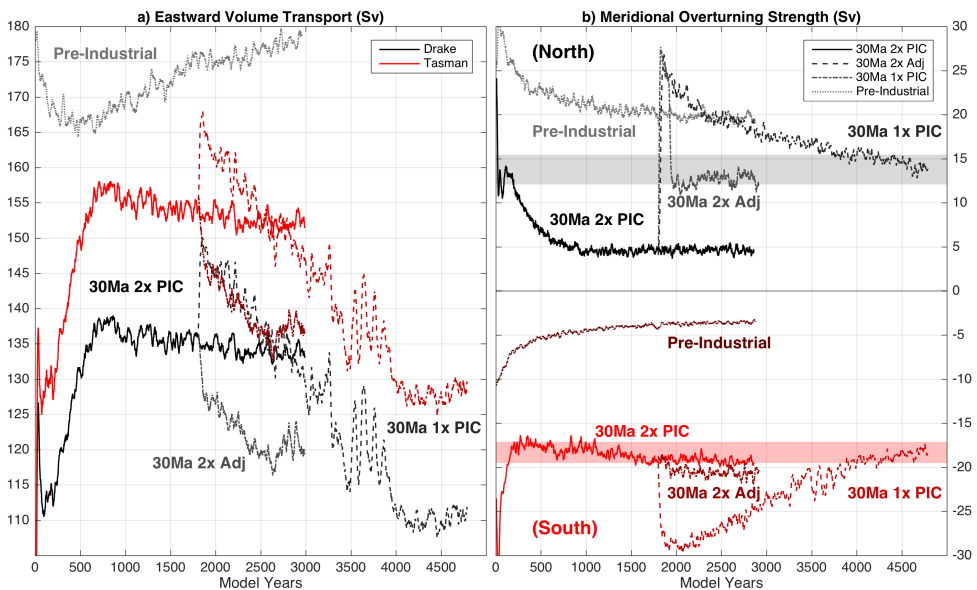 a) Eastward Volume Transport (Sv)
180
175
170
165
160
155
150
145
140
135
130
125
120
115
110
Pre-Industrial
Drake
Tasman
30Ma 2x PIC
30Ma 1x PIC
30Ma 2x Adj
0 500 1000 1500 2000 2500 3000 3500 4000 4500
Model Years
b) Meridional Overturning Strength (Sv)
(North)
30Ma 2x PIC
30Ma 2x Adj
30Ma 1x PIC
Pre-Industrial
Pre-Industrial
30Ma 1x PIC
30Ma 2x Adj
30Ma 2x PIC
Pre-Industrial
30Ma 2x PIC
30Ma 2x Adj
30Ma 1x PIC
(South)
30
25
20
15
10
5
0
-5
-10
-15
-20
-25
-30
0 500 1000 1500 2000 2500 3000 3500 4000 4500
Model Years